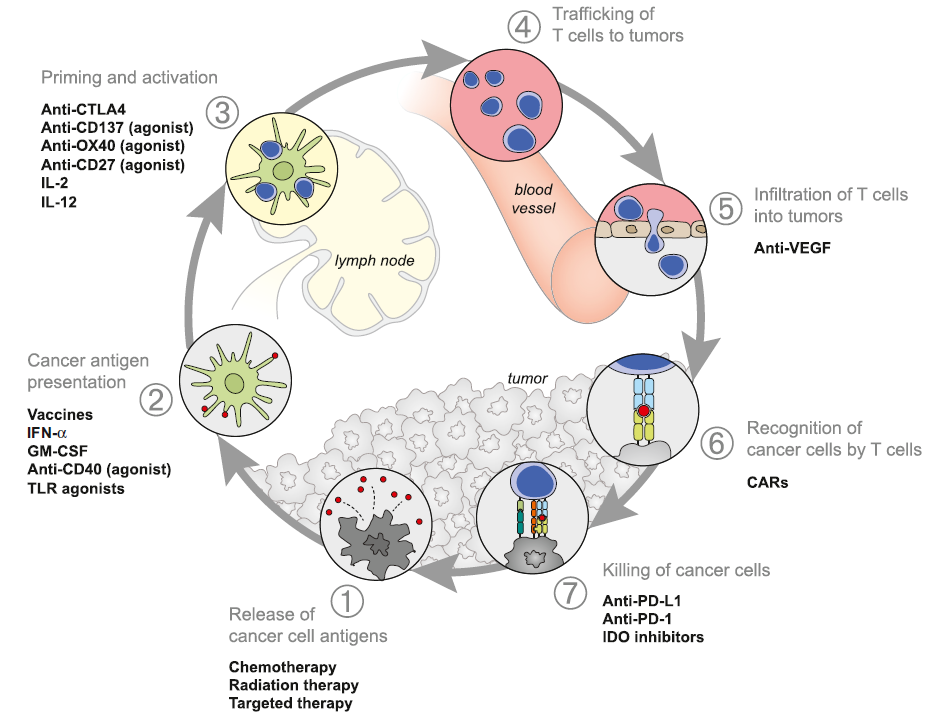 ④ Trafficking of
T cells to tumors
Priming and activation
③
Anti-CTLA4
Anti-CD137 (agonist)
Anti-OX40 (agonist)
Anti-CD27 (agonist)
IL-2
IL-12
blood
vessel
⑤ Infiltration of T cells
into tumors
Anti-VEGF
lymph node
Cancer antigen
presentation
②
Vaccines
IFN-α
GM-CSF
Anti-CD40 (agonist)
TLR agonists
tumor
⑥ Recognition of
cancer cells by T cells
CARs
⑦ Killing of cancer cells
Anti-PD-L1
Anti-PD-1
IDO inhibitors
①
Release of
cancer cell antigens
Chemotherapy
Radiation therapy
Targeted therapy